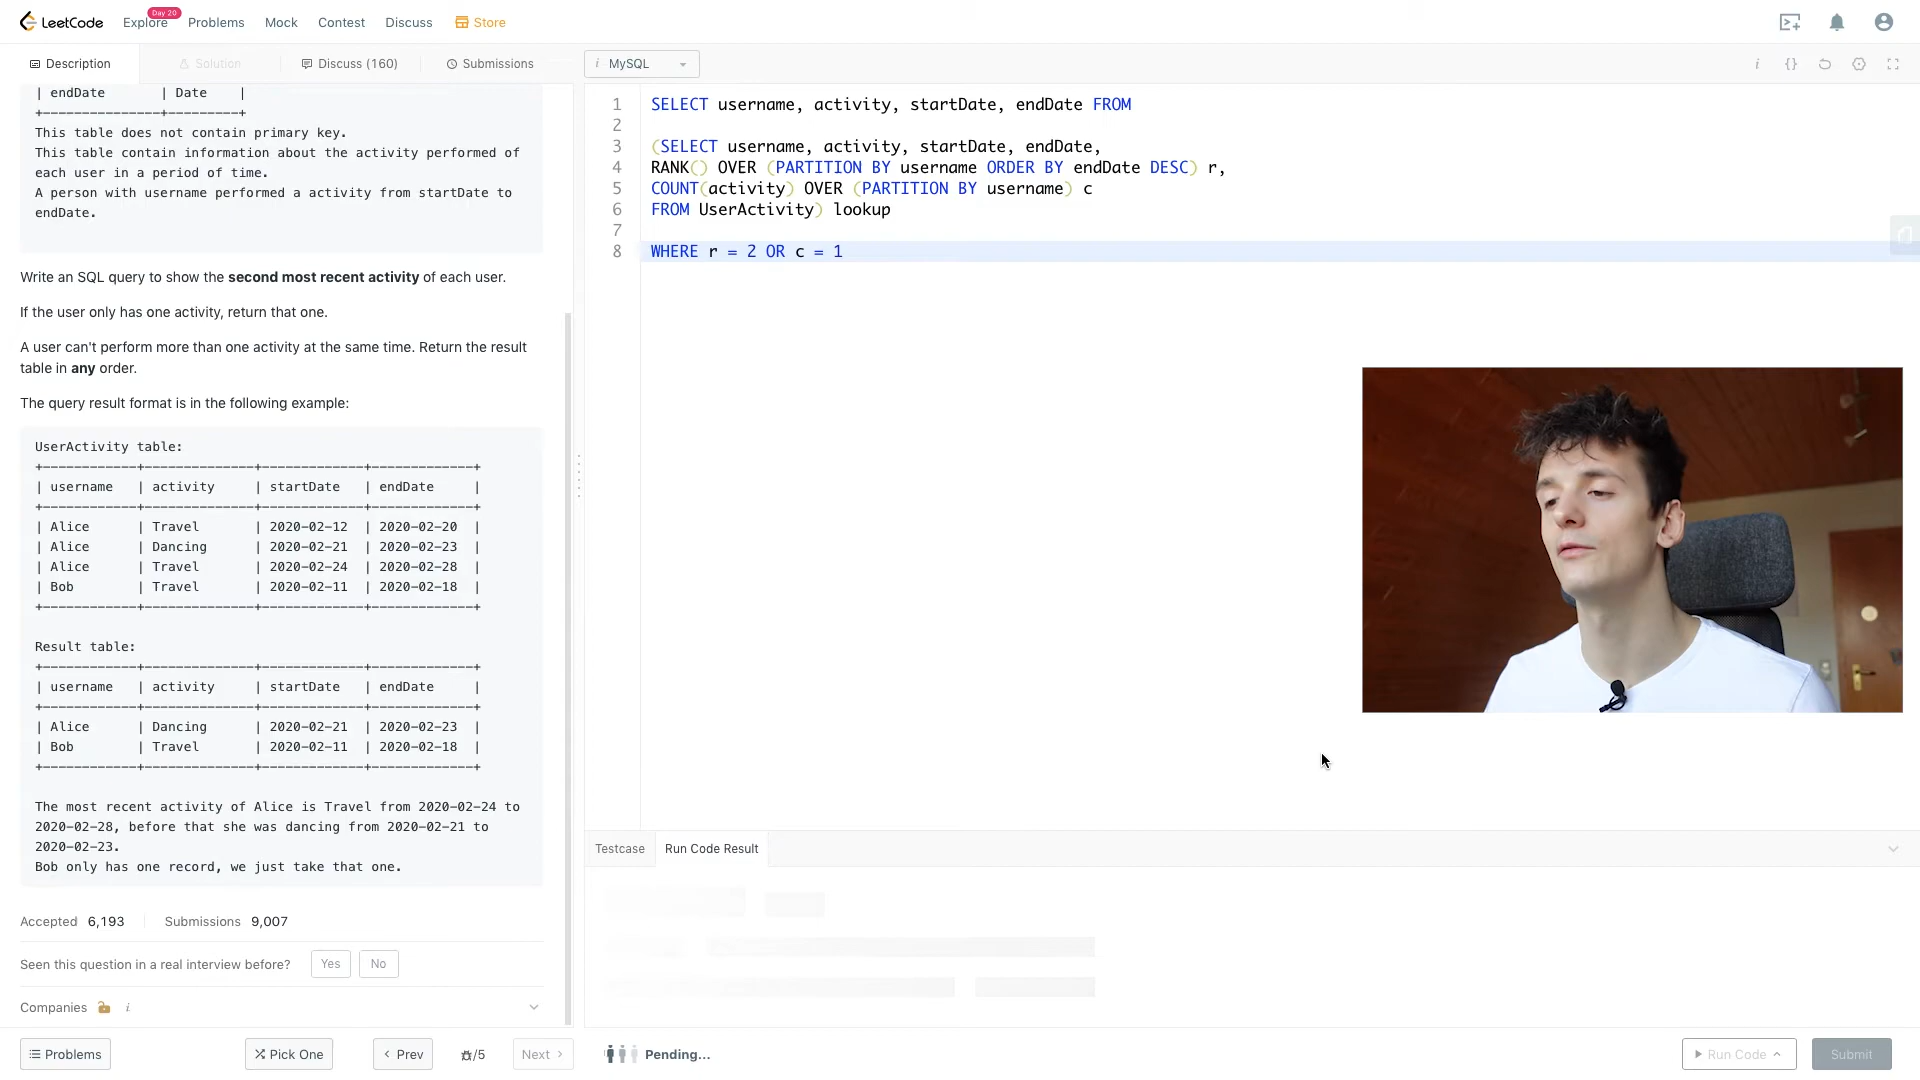 LeetCode
Explore
Day 20
Problems
Mock
Contest
Discuss
Store
Description
Solution
Discuss (160)
Submissions
i MySQL
i {}
| endDate | Date |
+---------------+---------+
This table does not contain primary key.
This table contain information about the activity performed of
each user in a period of time.
A person with username performed a activity from startDate to
endDate.
Write an SQL query to show the second most recent activity of each user.
If the user only has one activity, return that one.
A user can't perform more than one activity at the same time. Return the result
table in any order.
The query result format is in the following example:
UserActivity table:
+------------+--------------+-------------+-------------+
| username | activity | startDate | endDate |
+------------+--------------+-------------+-------------+
| Alice | Travel | 2020-02-12 | 2020-02-20 |
| Alice | Dancing | 2020-02-21 | 2020-02-23 |
| Alice | Travel | 2020-02-24 | 2020-02-28 |
| Bob | Travel | 2020-02-11 | 2020-02-18 |
+------------+--------------+-------------+-------------+
Result table:
+------------+--------------+-------------+-------------+
| username | activity | startDate | endDate |
+------------+--------------+-------------+-------------+
| Alice | Dancing | 2020-02-21 | 2020-02-23 |
| Bob | Travel | 2020-02-11 | 2020-02-18 |
+------------+--------------+-------------+-------------+
The most recent activity of Alice is Travel from 2020-02-24 to
2020-02-28, before that she was dancing from 2020-02-21 to
2020-02-23.
Bob only has one record, we just take that one.
Accepted 6,193
Submissions 9,007
Seen this question in a real interview before?
Yes
No
Companies i
Problems
Pick One
Prev
/5
Next
1 SELECT username, activity, startDate, endDate FROM
2
3 (SELECT username, activity, startDate, endDate,
4 RANK() OVER (PARTITION BY username ORDER BY endDate DESC) r,
5 COUNT(activity) OVER (PARTITION BY username) c
6 FROM UserActivity) lookup
7
8 WHERE r = 2 OR c = 1
Testcase
Run Code Result
Pending...
Run Code
Submit